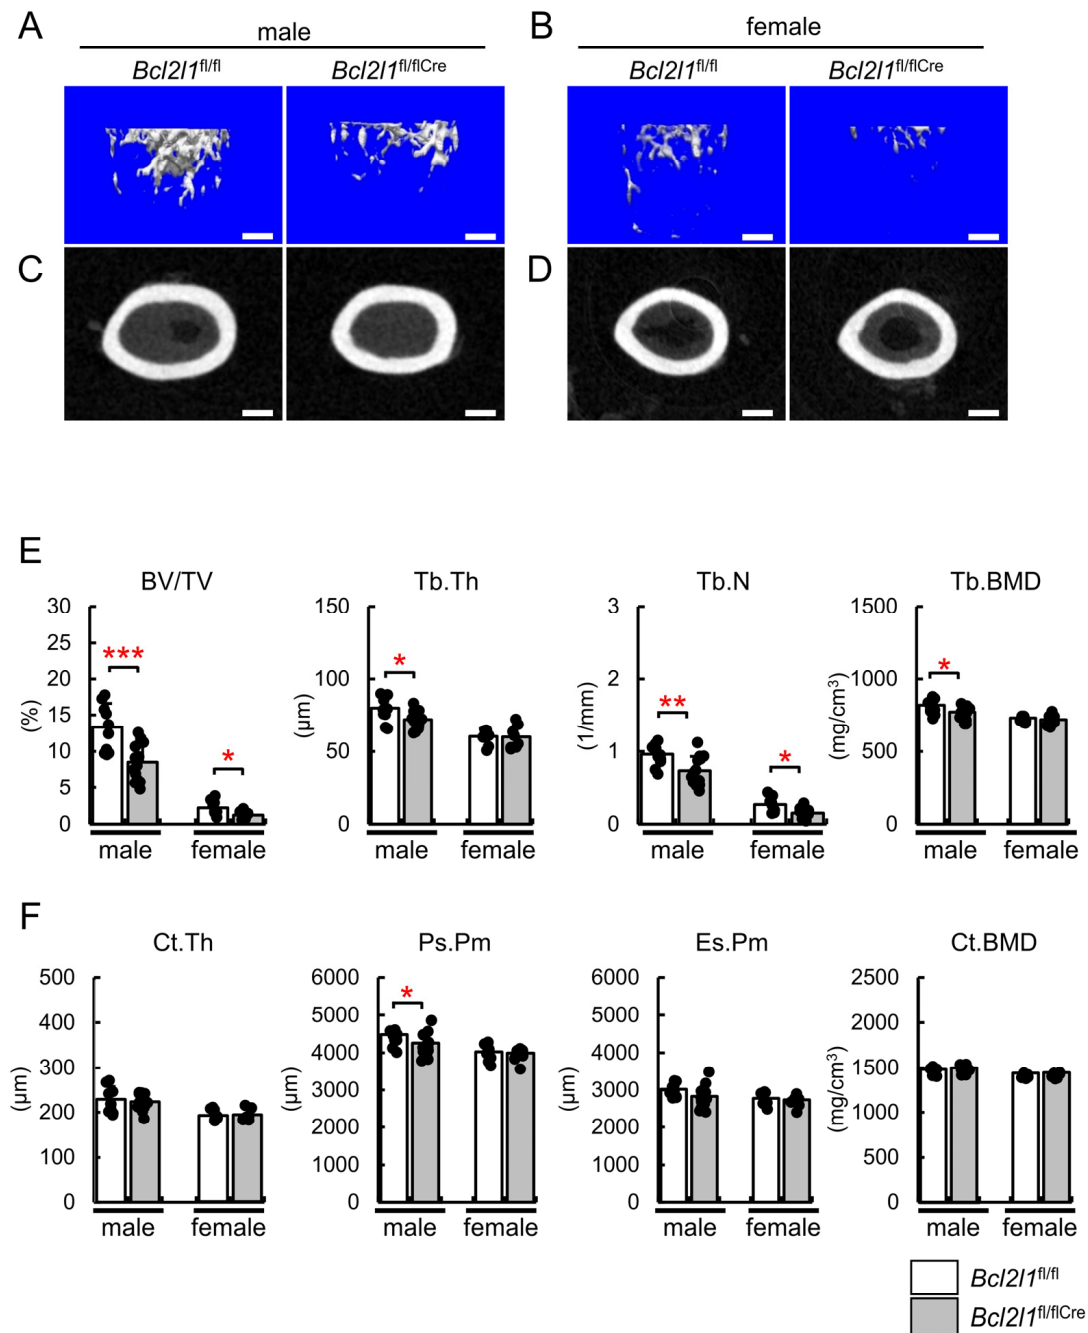 A
male
Bcl2l1fl/fl
Bcl2l1fl/flCre
B
female
Bcl2l1fl/fl
Bcl2l1fl/flCre
C
D
E
BV/TV
30
25
20
15
10
5
0
(%)
***
*
male
female
Tb.Th
150
100
50
0
(μm)
*
male
female
Tb.N
3
2
1
0
(1/mm)
**
*
male
female
Tb.BMD
1500
1000
500
0
(mg/cm³)
*
male
female
F
Ct.Th
500
400
300
200
100
0
(μm)
male
female
Ps.Pm
6000
5000
4000
3000
2000
1000
0
(μm)
*
male
female
Es.Pm
6000
5000
4000
3000
2000
1000
0
(μm)
male
female
Ct.BMD
2500
2000
1500
1000
500
0
(mg/cm³)
male
female
Bcl2l1fl/fl
Bcl2l1fl/flCre